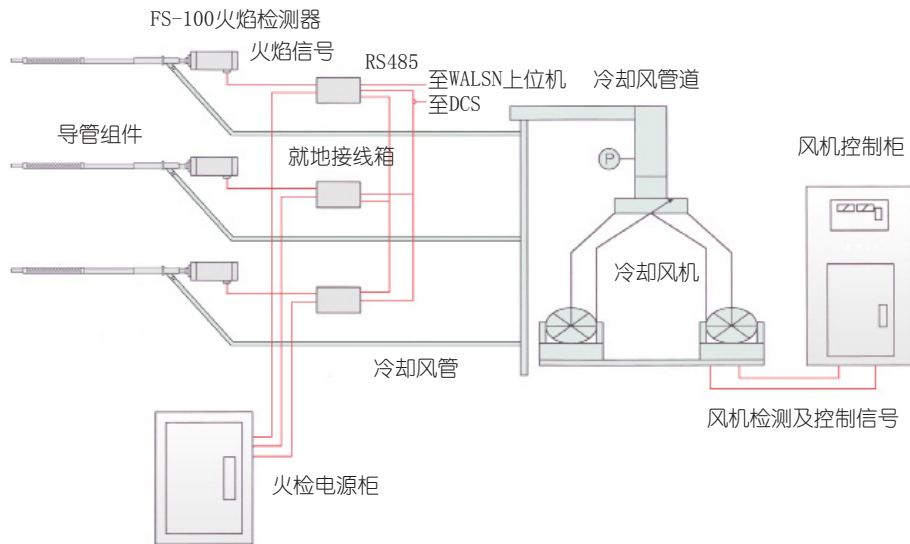 FS-100火焰检测器
火焰信号
RS485
至WALSN上位机
冷却风管道
至DCS
导管组件
就地接线箱
P
风机控制柜
冷却风机
冷却风管
风机检测及控制信号
火检电源柜